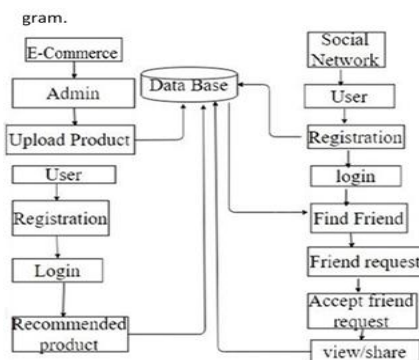 gram.
E-Commerce
Admin
Upload Product
User
Registration
Login
Recommended
product
Data Base
Social
Network
User
Registration
login
Find Friend
Friend request
Accept friend
request
view/share